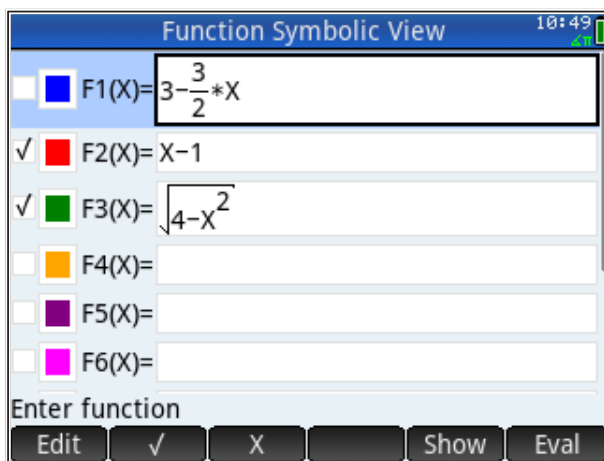 Function Symbolic View 10:49
∡π
F1(X)= 3-3/2*X
√ F2(X)= X-1
√ F3(X)= √(4-X²)
F4(X)=
F5(X)=
F6(X)=
Enter function
Edit √ X Show Eval